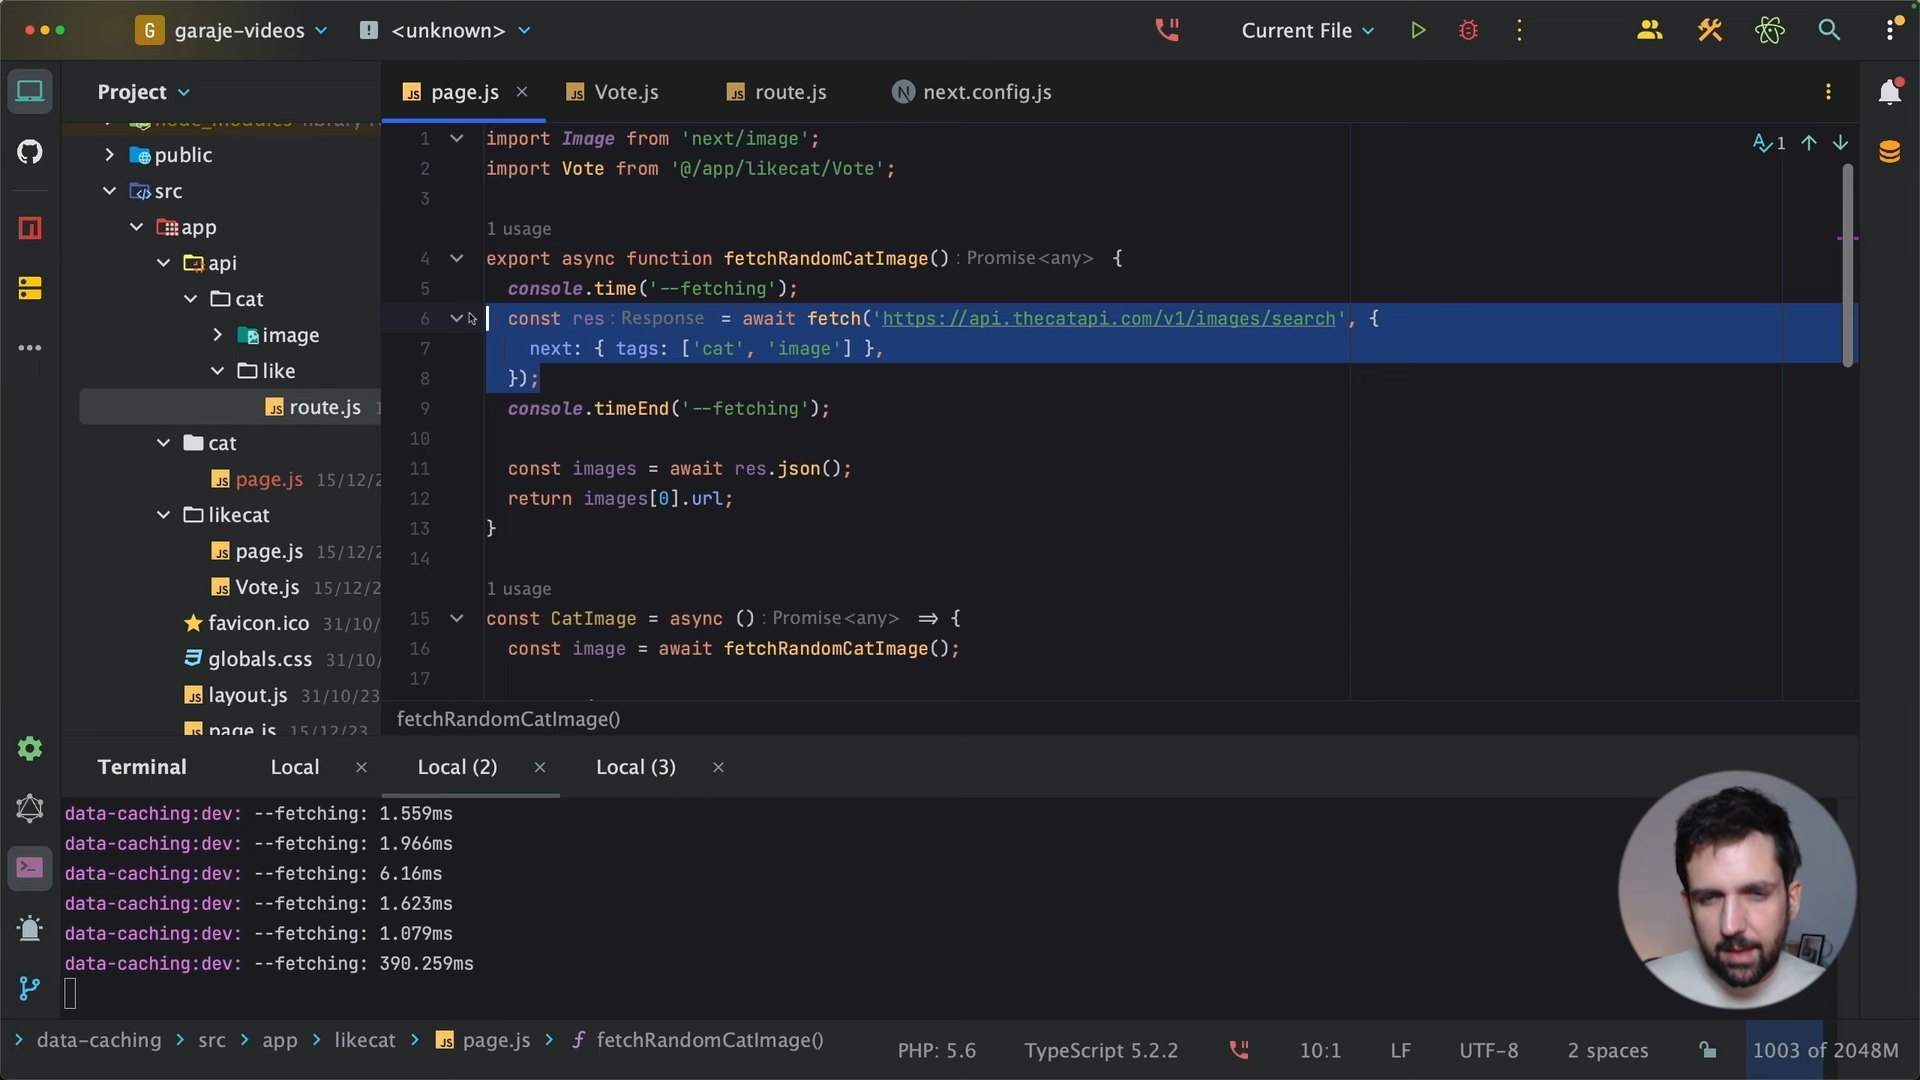 G garaje-videos <unknown> Current File
Project
page.js Vote.js route.js next.config.js
public
src
app
api
cat
image
like
route.js
cat
page.js 15/12/2
likecat
page.js 15/12/2
Vote.js 15/12/2
favicon.ico 31/10/
globals.css 31/10/
layout.js 31/10/23
page.js 15/12/23
1 import Image from 'next/image';
2 import Vote from '@/app/likecat/Vote';
3
1 usage
4 export async function fetchRandomCatImage() : Promise<any> {
5 console.time('--fetching');
6 const res : Response = await fetch('https://api.thecatapi.com/v1/images/search', {
7 next: { tags: ['cat', 'image'] },
8 });
9 console.timeEnd('--fetching');
10
11 const images = await res.json();
12 return images[0].url;
13 }
14
1 usage
15 const CatImage = async () : Promise<any> => {
16 const image = await fetchRandomCatImage();
17
1
fetchRandomCatImage()
Terminal Local Local (2) Local (3)
data-caching:dev: --fetching: 1.559ms
data-caching:dev: --fetching: 1.966ms
data-caching:dev: --fetching: 6.16ms
data-caching:dev: --fetching: 1.623ms
data-caching:dev: --fetching: 1.079ms
data-caching:dev: --fetching: 390.259ms
data-caching > src > app > likecat > page.js > fetchRandomCatImage()
PHP: 5.6 TypeScript 5.2.2 10:1 LF UTF-8 2 spaces 1003 of 2048M